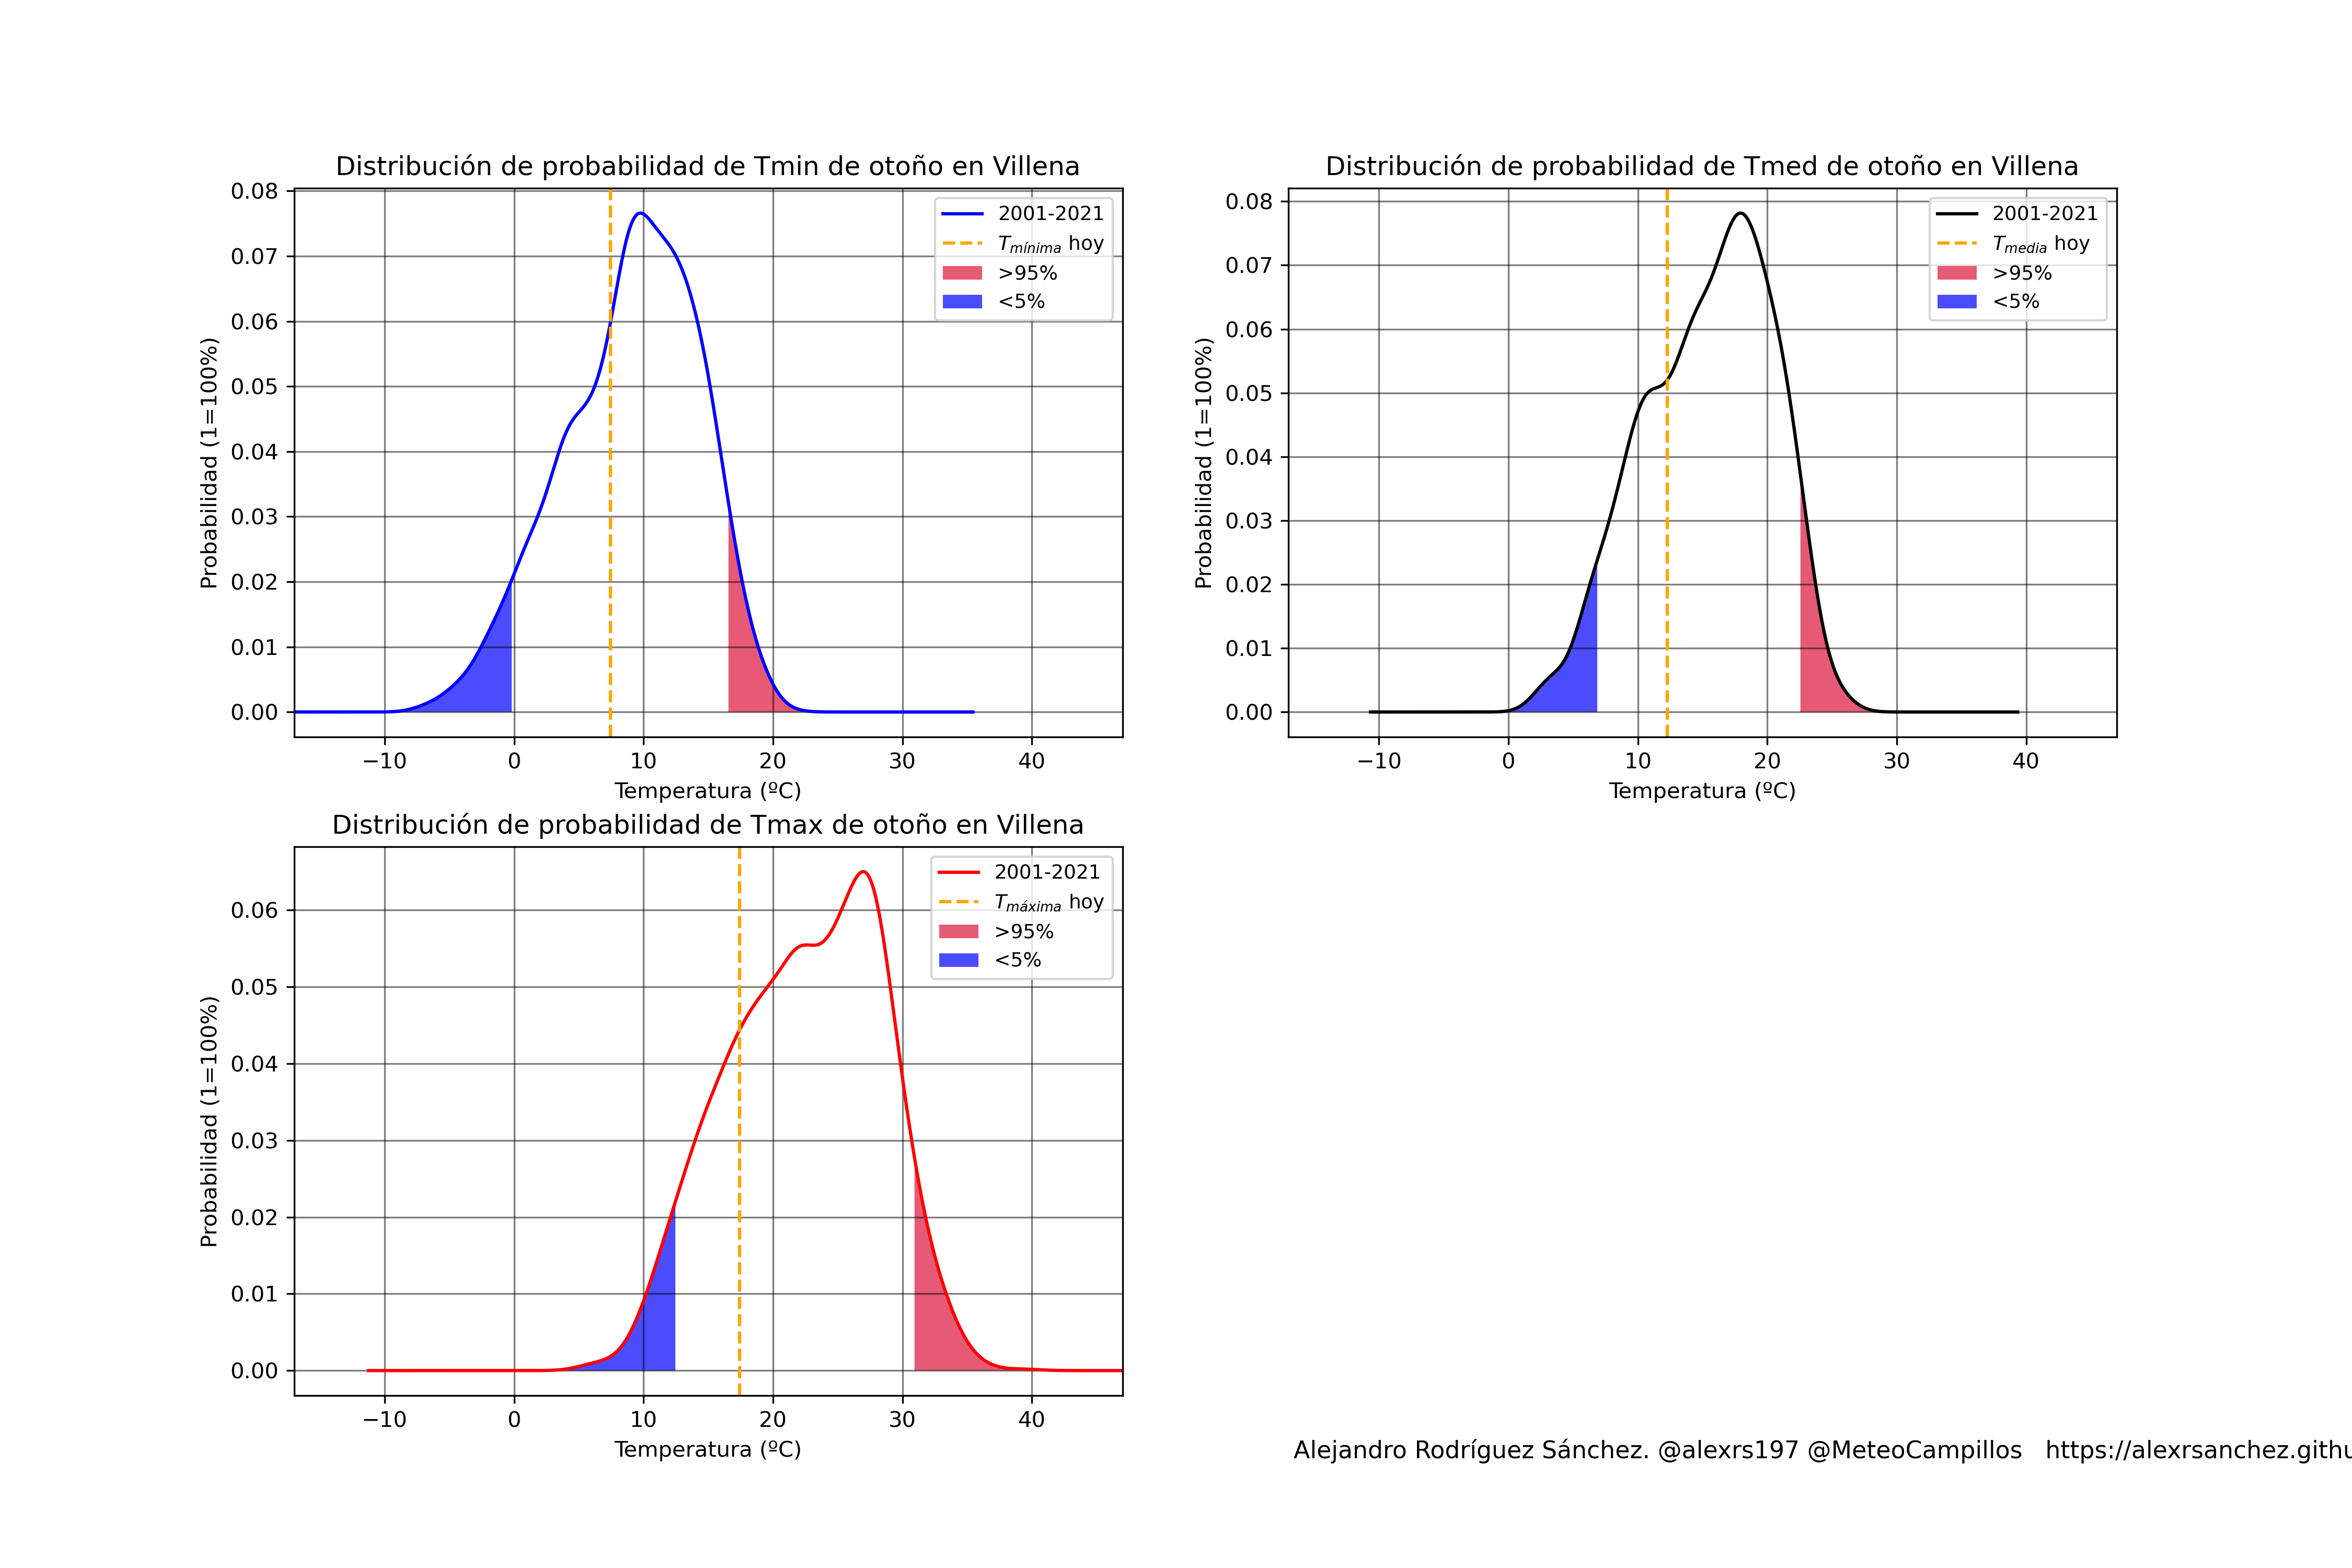 Distribución de probabilidad de Tmin de otoño en Villena
Probabilidad (1=100%)
0.08
0.07
0.06
0.05
0.04
0.03
0.02
0.01
0.00
2001-2021
Tmínima hoy
>95%
<5%
−10 0 10 20 30 40
Temperatura (ºC)
Distribución de probabilidad de Tmed de otoño en Villena
Probabilidad (1=100%)
0.08
0.07
0.06
0.05
0.04
0.03
0.02
0.01
0.00
2001-2021
Tmedia hoy
>95%
<5%
−10 0 10 20 30 40
Temperatura (ºC)
Distribución de probabilidad de Tmax de otoño en Villena
Probabilidad (1=100%)
0.06
0.05
0.04
0.03
0.02
0.01
0.00
2001-2021
Tmáxima hoy
>95%
<5%
−10 0 10 20 30 40
Temperatura (ºC)
Alejandro Rodríguez Sánchez. @alexrs197 @MeteoCampillos https://alexrsanchez.githu